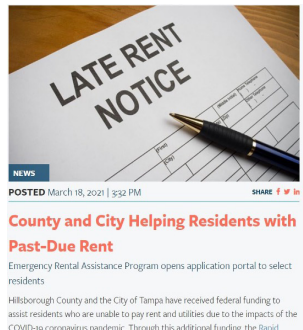 LATE RENT
NOTICE
(First)
(City)
NEWS
POSTED March 18, 2021 | 3:32 PM
SHARE
County and City Helping Residents with
Past-Due Rent
Emergency Rental Assistance Program opens application portal to select
residents
Hillsborough County and the City of Tampa have received federal funding to
assist residents who are unable to pay rent and utilities due to the impacts of the
COVID-19 coronavirus pandemic. Through this additional funding, the Rapid